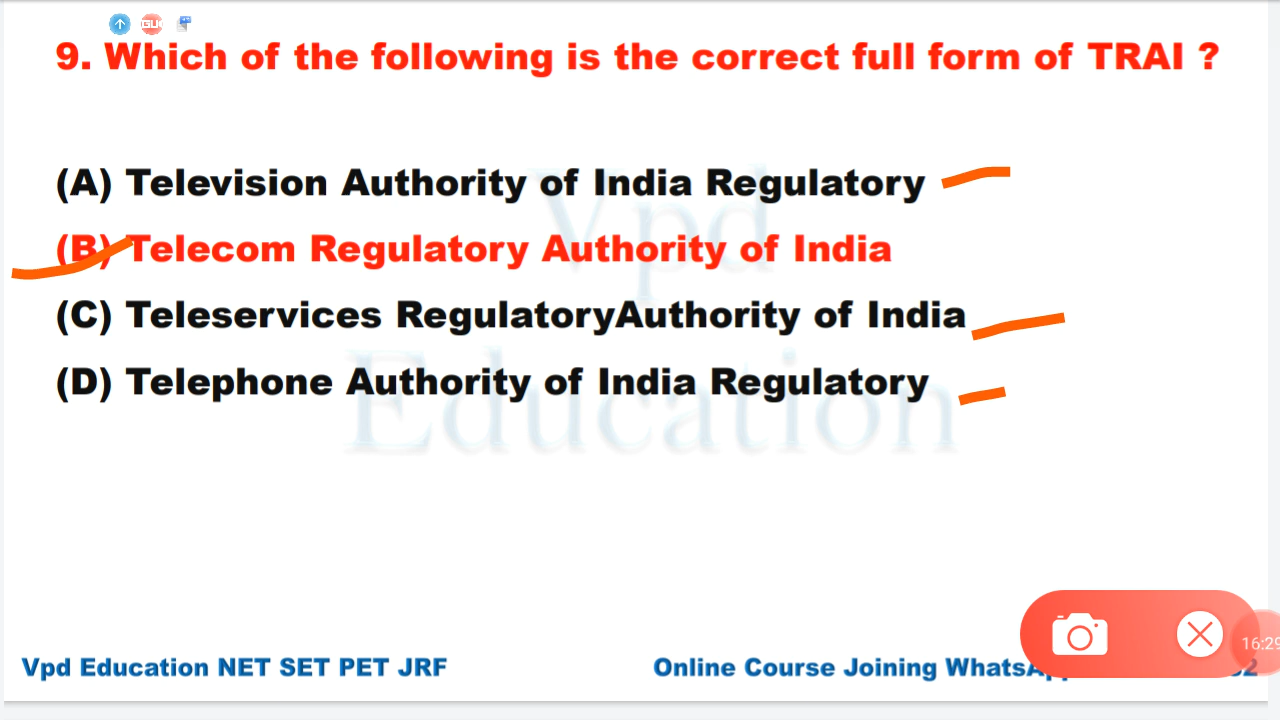 GUI
9. Which of the following is the correct full form of TRAI ?
(A) Television Authority of India Regulatory
(B) Telecom Regulatory Authority of India
(C) Teleservices RegulatoryAuthority of India
(D) Telephone Authority of India Regulatory
Vpd
Education
Vpd Education NET SET PET JRF
Online Course Joining
16:29